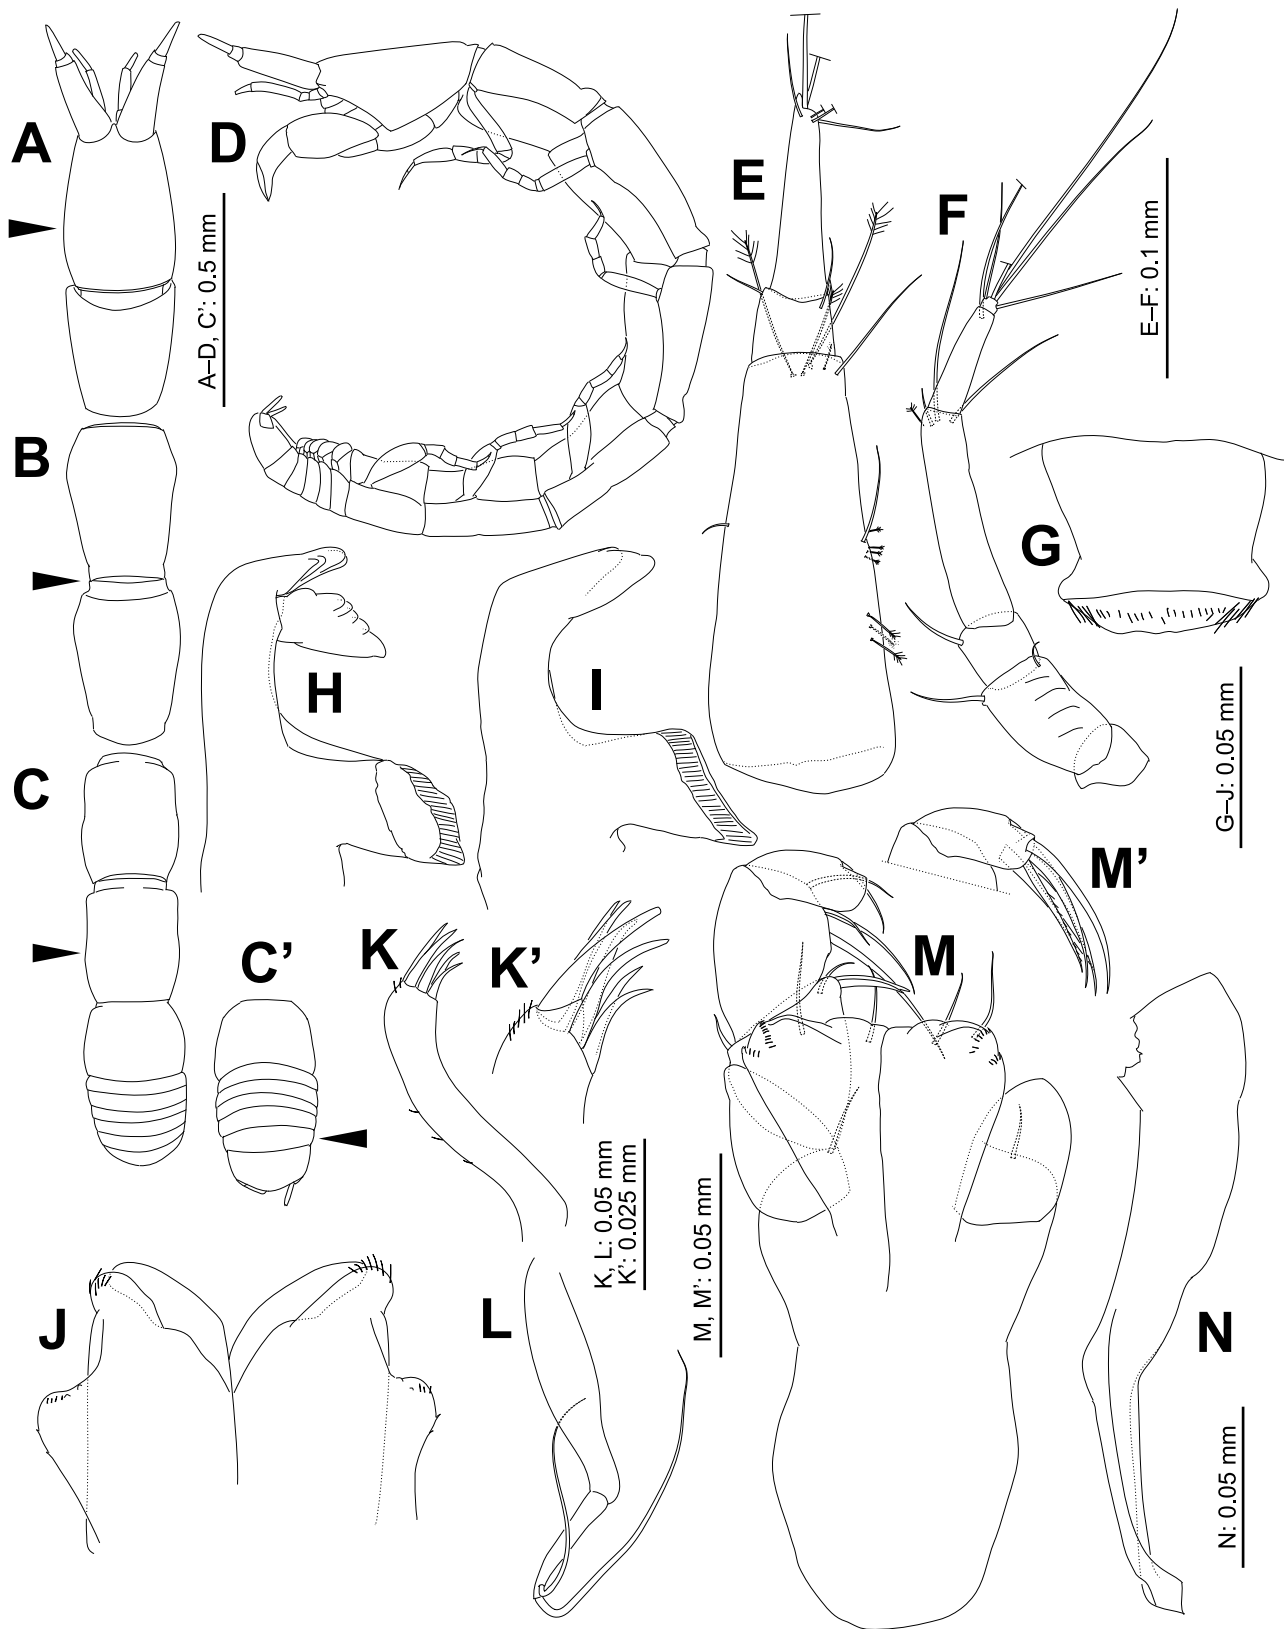 A
D
E
F
A–D, C’: 0.5 mm
E–F: 0.1 mm
B
G
H
I
C
G–J: 0.05 mm
M’
C’
K
K’
M
K, L: 0.05 mm
K’: 0.025 mm
M, M’: 0.05 mm
J
L
N
N: 0.05 mm